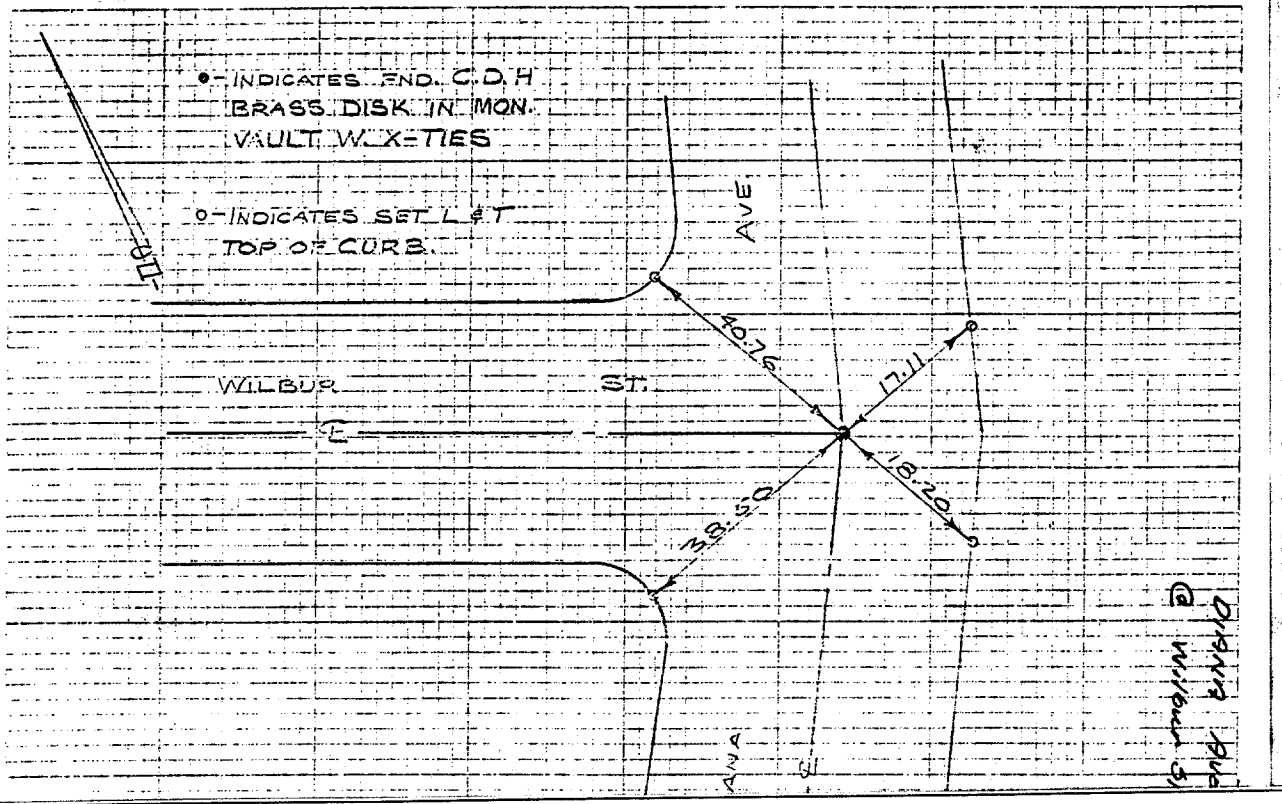 ●-INDICATES FND. C.D.H
BRASS DISK IN MON.
VAULT W. X-TIES
○-INDICATES SET L & T
TOP OF CURB.
AVE.
40.76
17.11
WILBUR ST.
℄
18.20
38.50
ANA
℄
AVE
@ Wilbur St